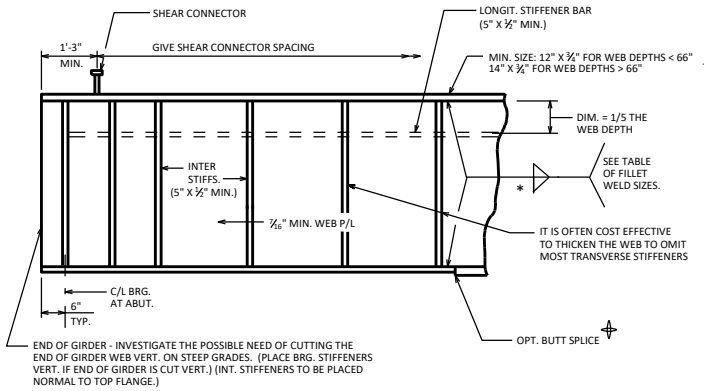 SHEAR CONNECTOR
LONGIT. STIFFENER BAR
(5" X ½" MIN.)
1'-3"
MIN.
GIVE SHEAR CONNECTOR SPACING
MIN. SIZE: 12" X ¾" FOR WEB DEPTHS < 66"
14" X ¾" FOR WEB DEPTHS > 66"
DIM. = 1/5 THE
WEB DEPTH
INTER
STIFFS.
(5" X ½" MIN.)
SEE TABLE
OF FILLET
WELD SIZES.
*
7⁄16" MIN. WEB P/L
IT IS OFTEN COST EFFECTIVE
TO THICKEN THE WEB TO OMIT
MOST TRANSVERSE STIFFENERS
C/L BRG.
AT ABUT.
6"
TYP.
OPT. BUTT SPLICE
END OF GIRDER - INVESTIGATE THE POSSIBLE NEED OF CUTTING THE
END OF GIRDER WEB VERT. ON STEEP GRADES. (PLACE BRG. STIFFENERS
VERT. IF END OF GIRDER IS CUT VERT.) (INT. STIFFENERS TO BE PLACED
NORMAL TO TOP FLANGE.)